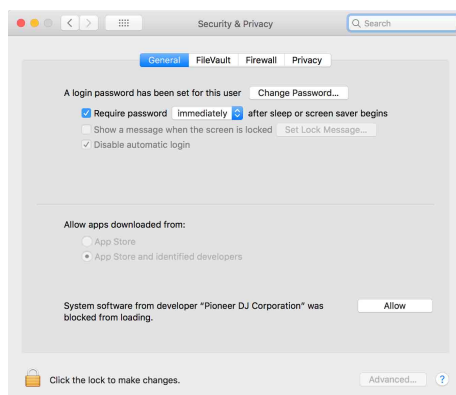 Security & Privacy
Search
General FileVault Firewall Privacy
A login password has been set for this user Change Password...
Require password immediately after sleep or screen saver begins
Show a message when the screen is locked Set Lock Message...
Disable automatic login
Allow apps downloaded from:
App Store
App Store and identified developers
System software from developer “Pioneer DJ Corporation” was Allow
blocked from loading.
Click the lock to make changes. Advanced... ?